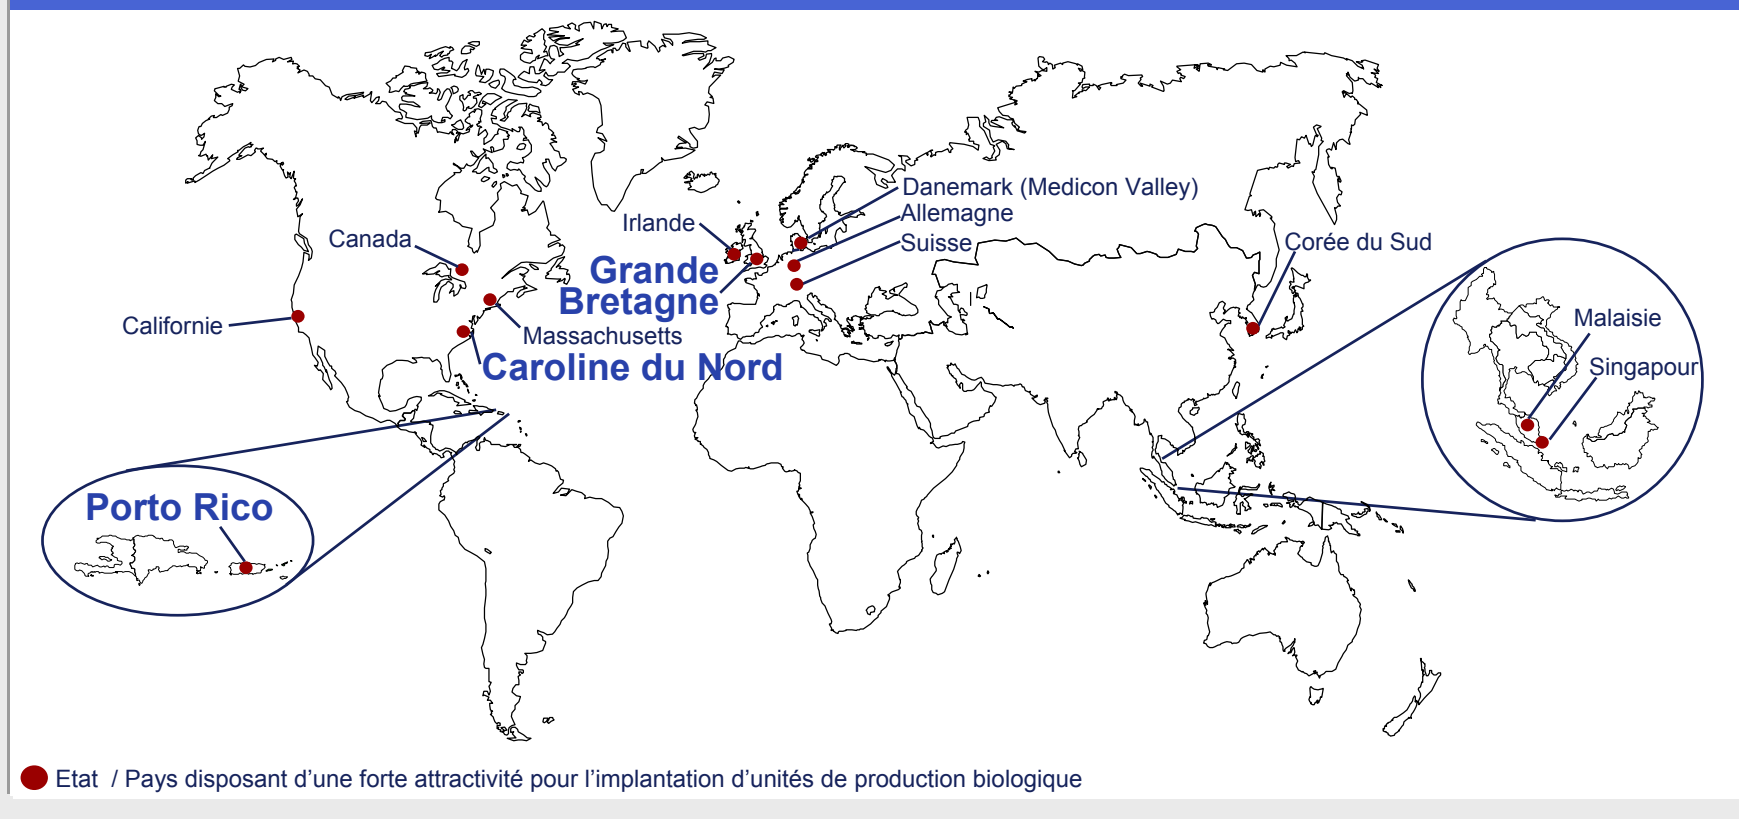 Danemark (Medicon Valley)
Irlande
Allemagne
Canada
Suisse
Corée du Sud
Grande
Bretagne
Californie
Massachusetts
Malaisie
Caroline du Nord
Singapour
Porto Rico
Etat / Pays disposant d’une forte attractivité pour l’implantation d’unités de production biologique